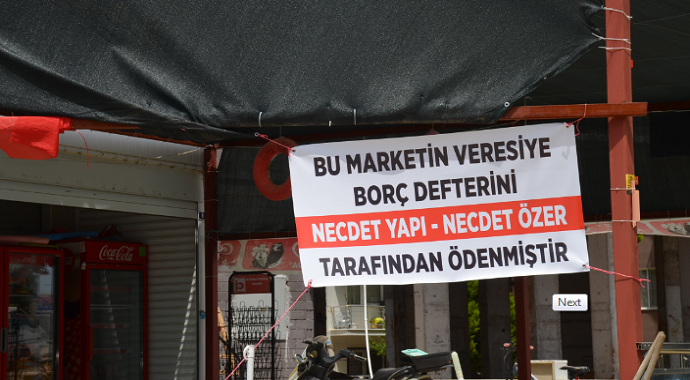 BU MARKETİN VERESİYE
BORÇ DEFTERİNİ
NECDET YAPI - NECDET ÖZER
TARAFINDAN ÖDENMİŞTİR
Coca-Cola
Next